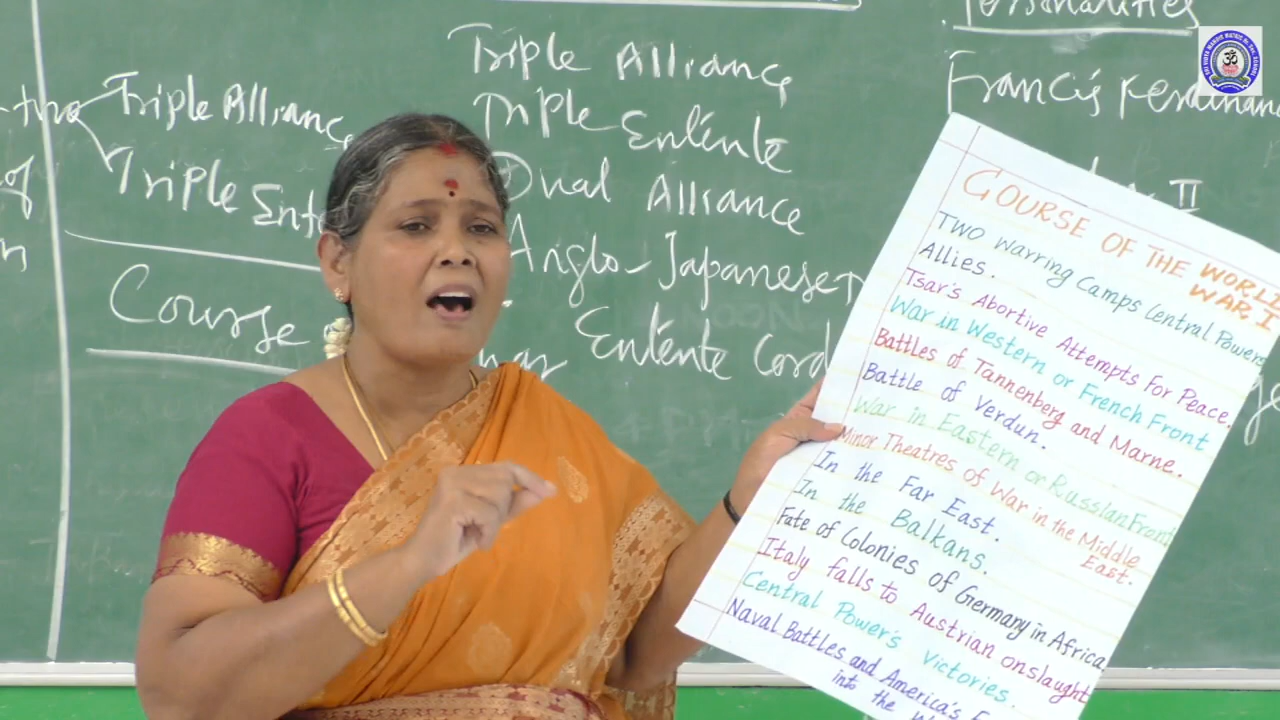 Triple Alliance
Triple
of
Course
Triple Alliance
Triple Entente
Dual Alliance
Anglo-Japanese
Entente
Personalities
Francis Ferdinand
II
COURSE OF THE WORLD
WAR I
Two warring camps Central Powers
Allies.
Tsar's Abortive Attempts For Peace.
War in Western or French Front
Battles of Tannenberg and Marne.
Battle of Verdun.
War in Eastern or Russian Front
Minor Theatres of War in the Middle
East.
In the Far East.
In the Balkans.
Fate of Colonies of Germany in Africa
Italy falls to Austrian onslaught
Central Power's Victories.
Naval Battles and America's
into the